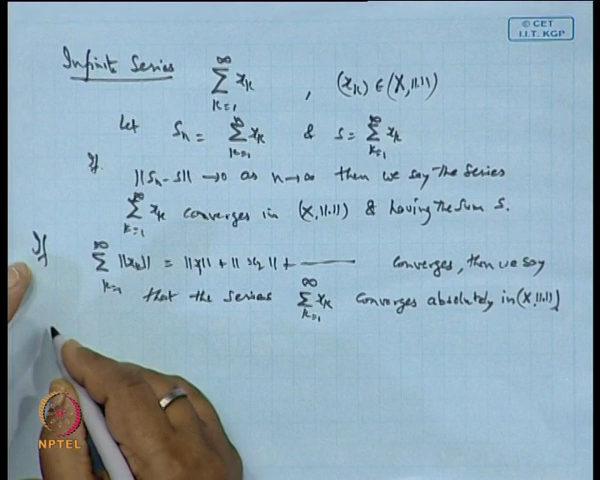 © CET
I.I.T. KGP
Infinite Series ∑_{k=1}^{∞} x_k , (x_k) ∈ (X, ||.||)
Let S_n = ∑_{k=1}^{∞} x_k & s = ∑_{k=1}^{∞} x_k
If
||S_n - S|| → 0 as n → ∞ then we say the series
∑_{k=1}^{∞} x_k converges in (X, ||.||) & having the sum S.
If ∑_{k=1}^{∞} ||x_k|| = ||x_1|| + ||x_2|| + —— converges, then we say
that the series ∑_{k=1}^{∞} x_k converges absolutely in (X, ||.||)
NPTEL